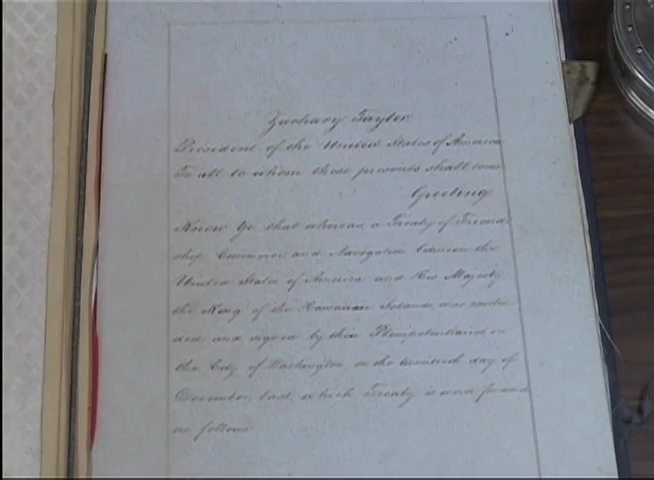 Zachary Taylor
President of the United States of America
To all to whom these presents shall come
Greeting
Know Ye that whereas a Treaty of Friend-
ship Commerce and Navigation between the
United States of America and His Majesty
the King of the Hawaiian Islands was conclu-
ded and signed by their Plenipotentiaries in
the City of Washington on the twentieth day of
December last, which Treaty is word for word
as follows